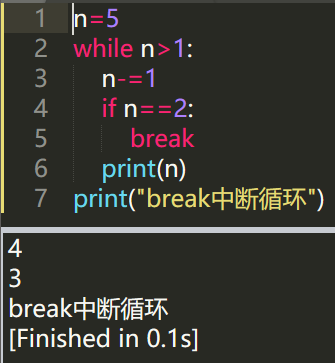 1 n=5
2 while n>1:
3 n-=1
4 if n==2:
5 break
6 print(n)
7 print("break中断循环")
4
3
break中断循环
[Finished in 0.1s]